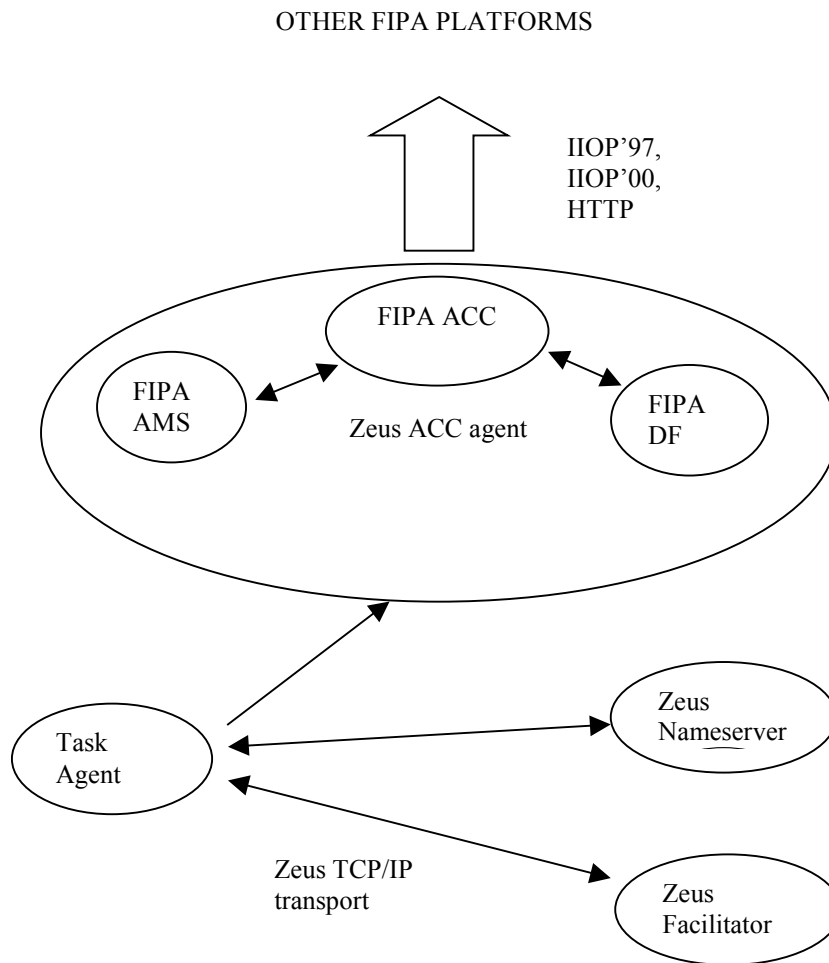 OTHER FIPA PLATFORMS
IIOP’97,
IIOP’00,
HTTP
FIPA ACC
FIPA
AMS
Zeus ACC agent
FIPA
DF
Zeus
Nameserver
Task
Agent
Zeus TCP/IP
transport
Zeus
Facilitator